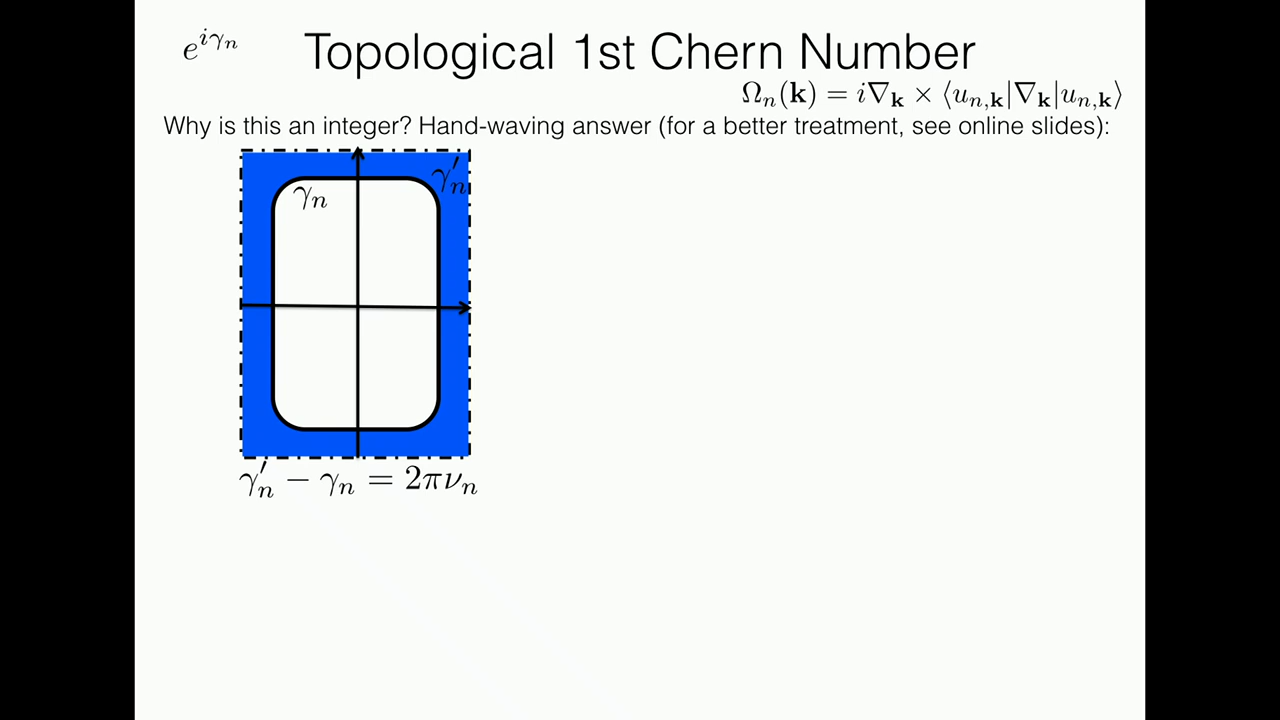 e^{iγ_n}
Topological 1st Chern Number
Ω_n(𝐤) = i∇_𝐤 × ⟨u_{n,𝐤}|∇_𝐤|u_{n,𝐤}⟩
Why is this an integer? Hand-waving answer (for a better treatment, see online slides):
γ_n
γ′_n
γ′_n − γ_n = 2πν_n